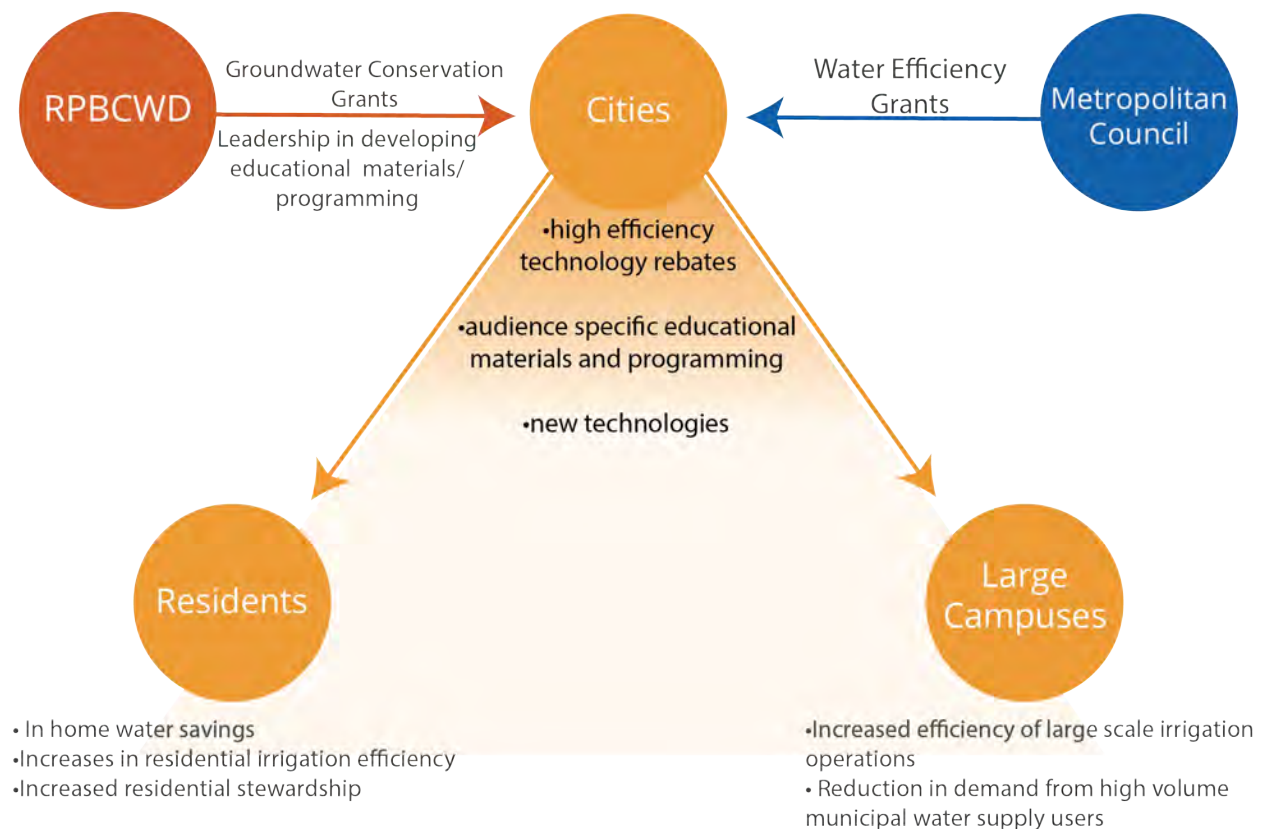 RPBCWD
Groundwater Conservation
Grants
Leadership in developing
educational materials/
programming
Cities
Water Efficiency
Grants
Metropolitan
Council
•high efficiency
technology rebates
•audience specific educational
materials and programming
•new technologies
Residents
Large
Campuses
• In home water savings
•Increases in residential irrigation efficiency
•Increased residential stewardship
•Increased efficiency of large scale irrigation
operations
• Reduction in demand from high volume
municipal water supply users